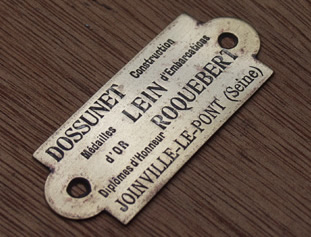 DOSSUNET LEIN ROQUEBERT
Construction d'Embarcations
Médailles d'OR
Diplômes d'Honneur
JOINVILLE-LE-PONT (Seine)